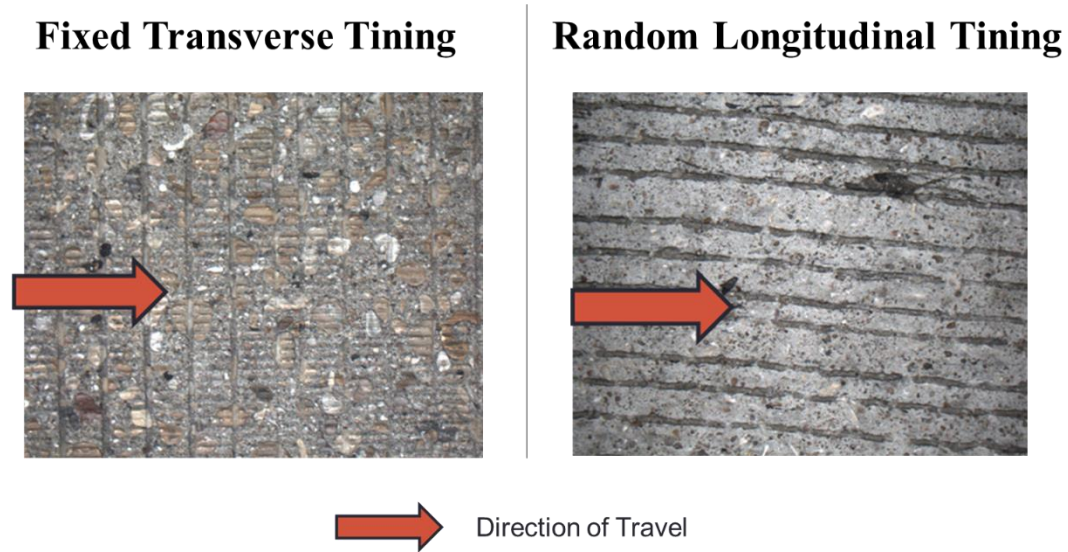 Fixed Transverse Tining
Random Longitudinal Tining
Direction of Travel